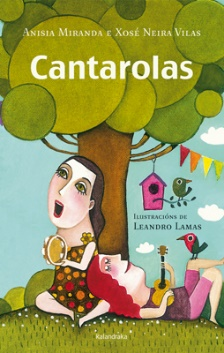 Anisia Miranda e Xosé Neira Vilas
Cantarolas
Ilustracións de
Leandro Lamas
Kalandraka